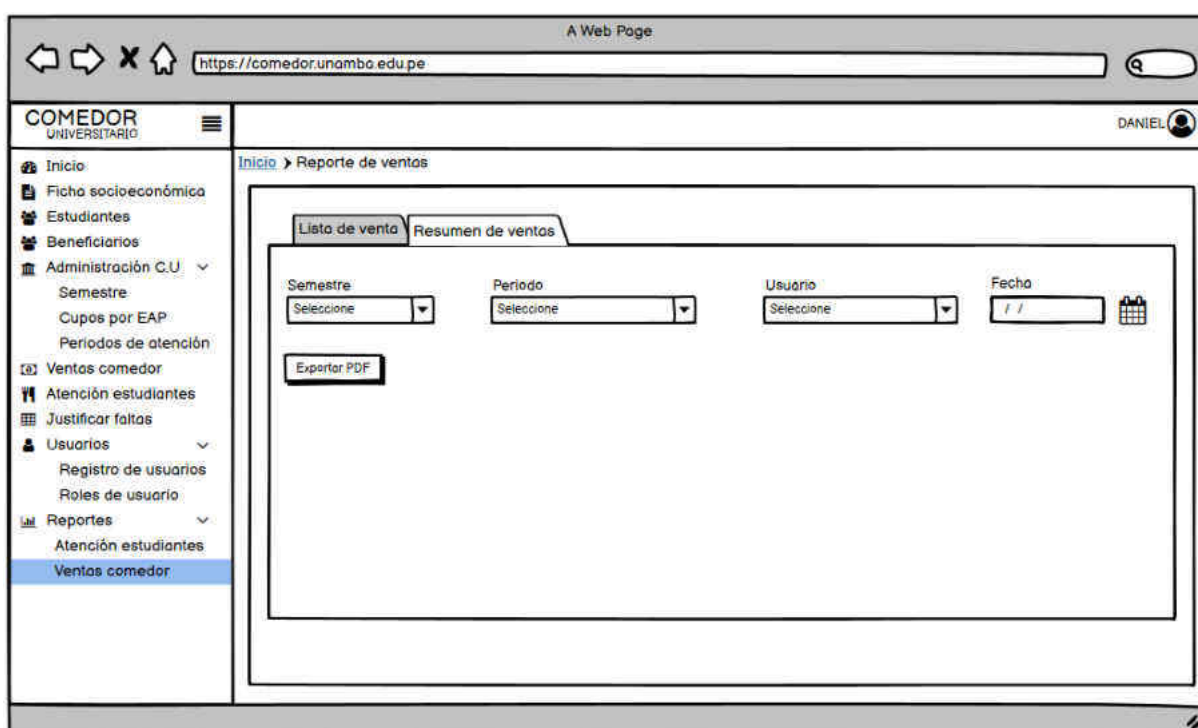 A Web Page
https://comedor.unamba.edu.pe
COMEDOR
UNIVERSITARIO
DANIEL
Inicio
Ficha socioeconómica
Estudiantes
Beneficiarios
Administración C.U
Semestre
Cupos por EAP
Periodos de atención
Ventas comedor
Atención estudiantes
Justificar faltas
Usuarios
Registro de usuarios
Roles de usuario
Reportes
Atención estudiantes
Ventas comedor
Inicio > Reporte de ventas
Lista de venta Resumen de ventas
Semestre Periodo Usuario Fecha
Seleccione Seleccione Seleccione / /
Exportar PDF